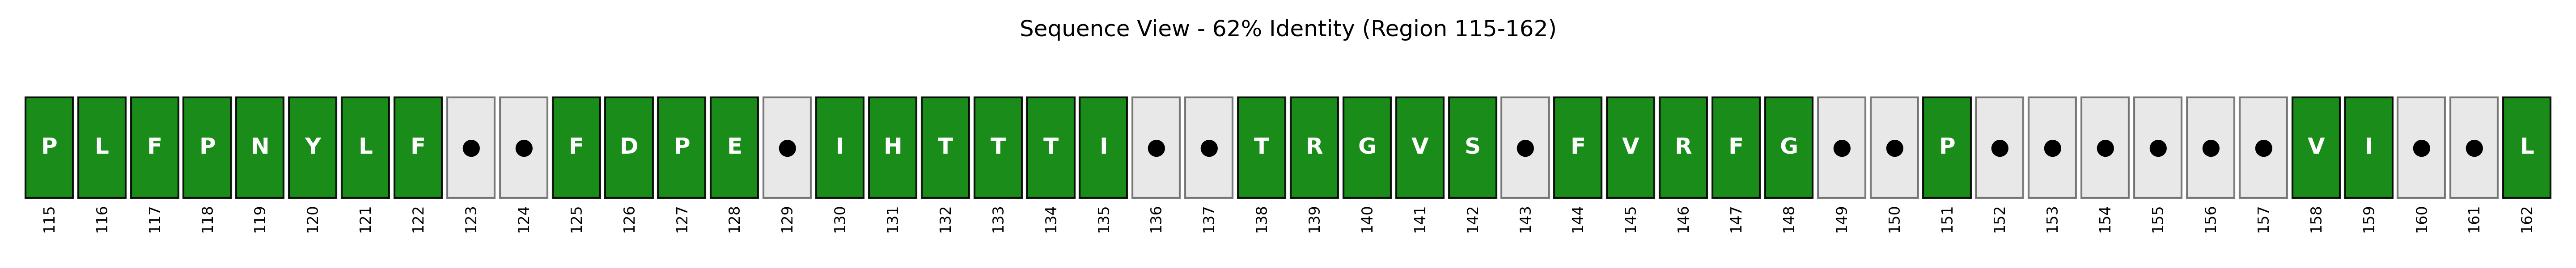 Sequence View - 62% Identity (Region 115-162)
P L F P N Y L F ● ● F D P E ● I H T T T I ● ● T R G V S ● F V R F G ● ● P ● ● ● ● ● ● V I ● ● L
115 116 117 118 119 120 121 122 123 124 125 126 127 128 129 130 131 132 133 134 135 136 137 138 139 140 141 142 143 144 145 146 147 148 149 150 151 152 153 154 155 156 157 158 159 160 161 162